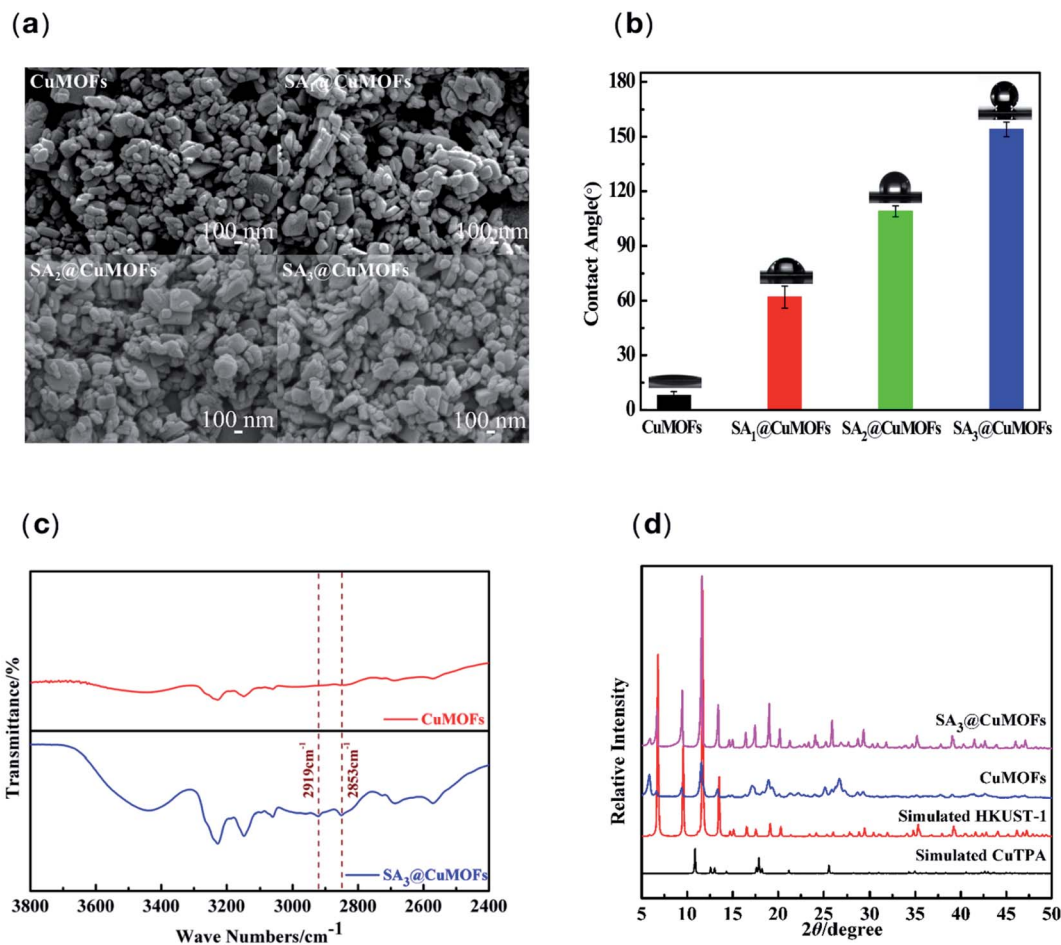 (a)
CuMOFs
SA₁@CuMOFs
100 nm
100 nm
SA₂@CuMOFs
SA₃@CuMOFs
100 nm
100 nm
(b)
Contact Angle(°)
180
150
120
90
60
30
0
CuMOFs
SA₁@CuMOFs
SA₂@CuMOFs
SA₃@CuMOFs
(c)
Transmittance/%
CuMOFs
2919cm⁻¹
2853cm⁻¹
SA₃@CuMOFs
3800 3600 3400 3200 3000 2800 2600 2400
Wave Numbers/cm⁻¹
(d)
Relative Intensity
SA₃@CuMOFs
CuMOFs
Simulated HKUST-1
Simulated CuTPA
5 10 15 20 25 30 35 40 45 50
2θ/degree